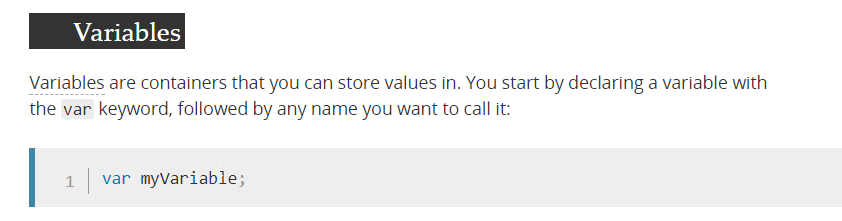 Variables
Variables are containers that you can store values in. You start by declaring a variable with
the var keyword, followed by any name you want to call it:
1 var myVariable;